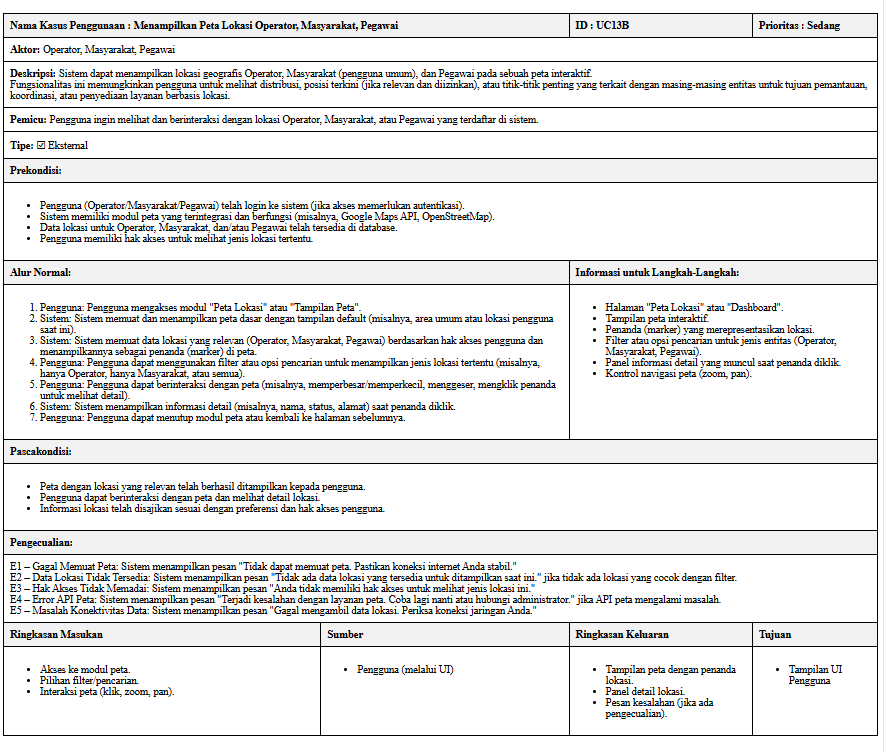 Nama Kasus Penggunaan : Menampilkan Peta Lokasi Operator, Masyarakat, Pegawai
ID : UC13B
Prioritas : Sedang
Aktor: Operator, Masyarakat, Pegawai
Deskripsi: Sistem dapat menampilkan lokasi geografis Operator, Masyarakat (pengguna umum), dan Pegawai pada sebuah peta interaktif.
Fungsionalitas ini memungkinkan pengguna untuk melihat distribusi, posisi terkini (jika relevan dan diizinkan), atau titik-titik penting yang terkait dengan masing-masing entitas untuk tujuan pemantauan,
koordinasi, atau penyediaan layanan berbasis lokasi.
Pemicu: Pengguna ingin melihat dan berinteraksi dengan lokasi Operator, Masyarakat, atau Pegawai yang terdaftar di sistem.
Tipe: ☑ Eksternal
Prekondisi:
• Pengguna (Operator/Masyarakat/Pegawai) telah login ke sistem (jika akses memerlukan autentikasi).
• Sistem memiliki modul peta yang terintegrasi dan berfungsi (misalnya, Google Maps API, OpenStreetMap).
• Data lokasi untuk Operator, Masyarakat, dan/atau Pegawai telah tersedia di database.
• Pengguna memiliki hak akses untuk melihat jenis lokasi tertentu.
Alur Normal:
1. Pengguna: Pengguna mengakses modul "Peta Lokasi" atau "Tampilan Peta".
2. Sistem: Sistem memuat dan menampilkan peta dasar dengan tampilan default (misalnya, area umum atau lokasi pengguna
saat ini).
3. Sistem: Sistem memuat data lokasi yang relevan (Operator, Masyarakat, Pegawai) berdasarkan hak akses pengguna dan
menampilkannya sebagai penanda (marker) di peta.
4. Pengguna: Pengguna dapat menggunakan filter atau opsi pencarian untuk menampilkan jenis lokasi tertentu (misalnya,
hanya Operator, hanya Masyarakat, atau semua).
5. Pengguna: Pengguna dapat berinteraksi dengan peta (misalnya, memperbesar/memperkecil, menggeser, mengklik penanda
untuk melihat detail).
6. Sistem: Sistem menampilkan informasi detail (misalnya, nama, status, alamat) saat penanda diklik.
7. Pengguna: Pengguna dapat menutup modul peta atau kembali ke halaman sebelumnya.
Informasi untuk Langkah-Langkah:
• Halaman "Peta Lokasi" atau "Dashboard".
• Tampilan peta interaktif.
• Penanda (marker) yang merepresentasikan lokasi.
• Filter atau opsi pencarian untuk jenis entitas (Operator,
Masyarakat, Pegawai).
• Panel informasi detail yang muncul saat penanda diklik.
• Kontrol navigasi peta (zoom, pan).
Pascakondisi:
• Peta dengan lokasi yang relevan telah berhasil ditampilkan kepada pengguna.
• Pengguna dapat berinteraksi dengan peta dan melihat detail lokasi.
• Informasi lokasi telah disajikan sesuai dengan preferensi dan hak akses pengguna.
Pengecualian:
E1 – Gagal Memuat Peta: Sistem menampilkan pesan "Tidak dapat memuat peta. Pastikan koneksi internet Anda stabil."
E2 – Data Lokasi Tidak Tersedia: Sistem menampilkan pesan "Tidak ada data lokasi yang tersedia untuk ditampilkan saat ini." jika tidak ada lokasi yang cocok dengan filter.
E3 – Hak Akses Tidak Memadai: Sistem menampilkan pesan "Anda tidak memiliki hak akses untuk melihat jenis lokasi ini."
E4 – Error API Peta: Sistem menampilkan pesan "Terjadi kesalahan dengan layanan peta. Coba lagi nanti atau hubungi administrator." jika API peta mengalami masalah.
E5 – Masalah Konektivitas Data: Sistem menampilkan pesan "Gagal mengambil data lokasi. Periksa koneksi jaringan Anda."
Ringkasan Masukan
• Akses ke modul peta.
• Pilihan filter/pencarian.
• Interaksi peta (klik, zoom, pan).
Sumber
• Pengguna (melalui UI)
Ringkasan Keluaran
• Tampilan peta dengan penanda
lokasi.
• Panel detail lokasi.
• Pesan kesalahan (jika ada
pengecualian).
Tujuan
• Tampilan UI
Pengguna